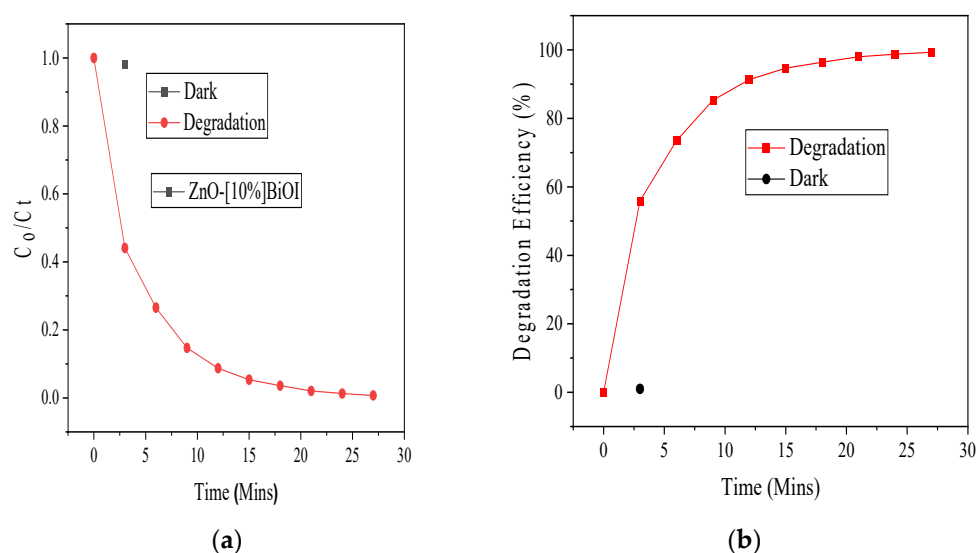 1.0
0.8
0.6
0.4
0.2
0.0
C₀/Cₜ
Dark
Degradation
ZnO-[10%]BiOI
0 5 10 15 20 25 30
Time (Mins)
(a)
100
80
60
40
20
0
Degradation Efficiency (%)
Degradation
Dark
0 5 10 15 20 25 30
Time (Mins)
(b)